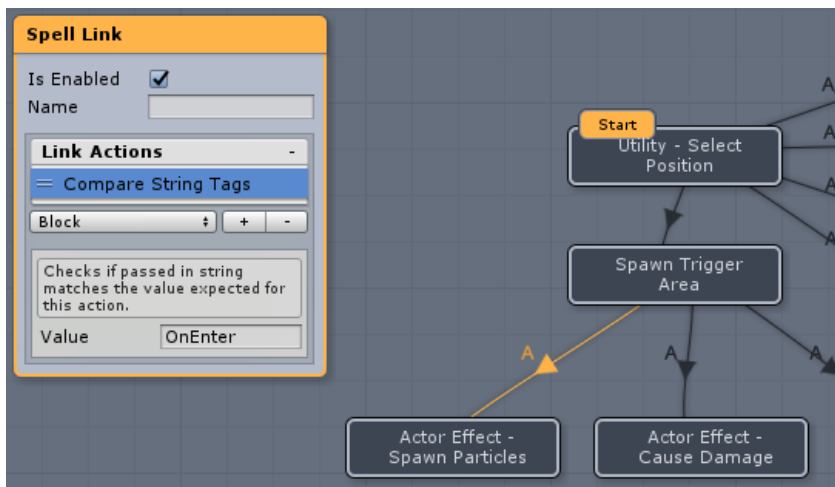 Spell Link
Is Enabled
Name
Link Actions -
Compare String Tags
Block + -
Checks if passed in string
matches the value expected for
this action.
Value OnEnter
Start
Utility - Select
Position
A
A
A
A
Spawn Trigger
Area
A
A
A
Actor Effect -
Spawn Particles
Actor Effect -
Cause Damage